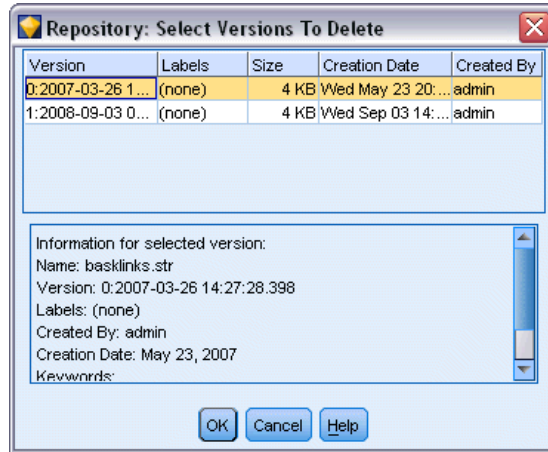 Repository: Select Versions To Delete
Version Labels Size Creation Date Created By
0:2007-03-26 1... (none) 4 KB Wed May 23 20:... admin
1:2008-09-03 0... (none) 4 KB Wed Sep 03 14:... admin
Information for selected version:
Name: basklinks.str
Version: 0:2007-03-26 14:27:28.398
Labels: (none)
Created By: admin
Creation Date: May 23, 2007
Keywords:
OK Cancel Help